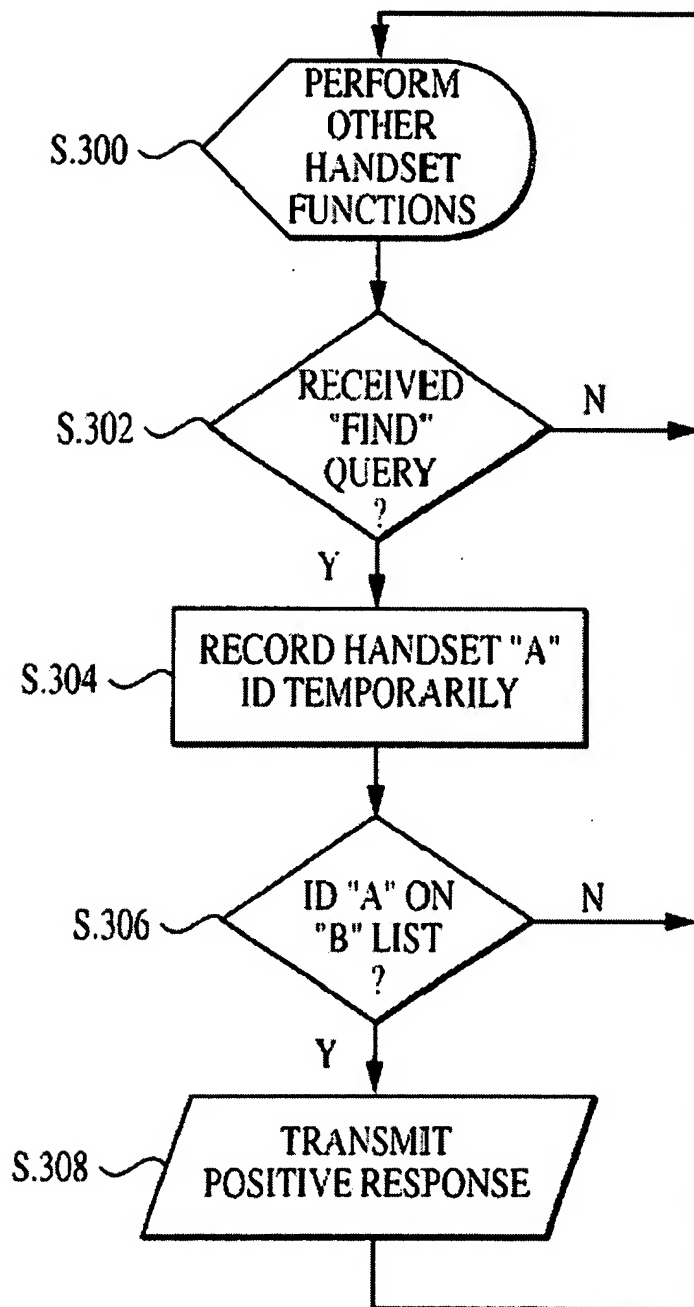 PERFORM
OTHER
HANDSET
FUNCTIONS
S.300
RECEIVED
"FIND"
QUERY
?
S.302
N
Y
RECORD HANDSET "A"
ID TEMPORARILY
S.304
ID "A" ON
"B" LIST
?
S.306
N
Y
TRANSMIT
POSITIVE RESPONSE
S.308